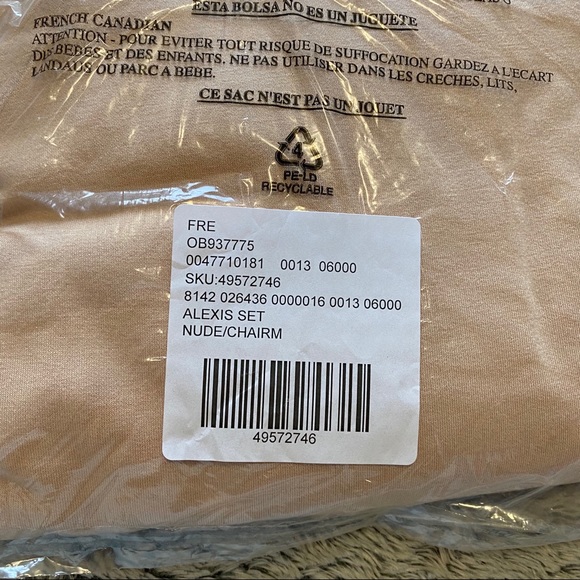 ESTA BOLSA NO ES UN JUGUETE
FRENCH CANADIAN
ATTENTION - POUR EVITER TOUT RISQUE DE SUFFOCATION GARDEZ A L'ECART
DES BEBES ET DES ENFANTS. NE PAS UTILISER DANS LES CRECHES, LITS,
LANDAUS OU PARC A BEBE.
CE SAC N'EST PAS UN JOUET
4
PE-LD
RECYCLABLE
FRE
OB937775
0047710181 0013 06000
SKU:49572746
8142 026436 0000016 0013 06000
ALEXIS SET
NUDE/CHAIRM
49572746